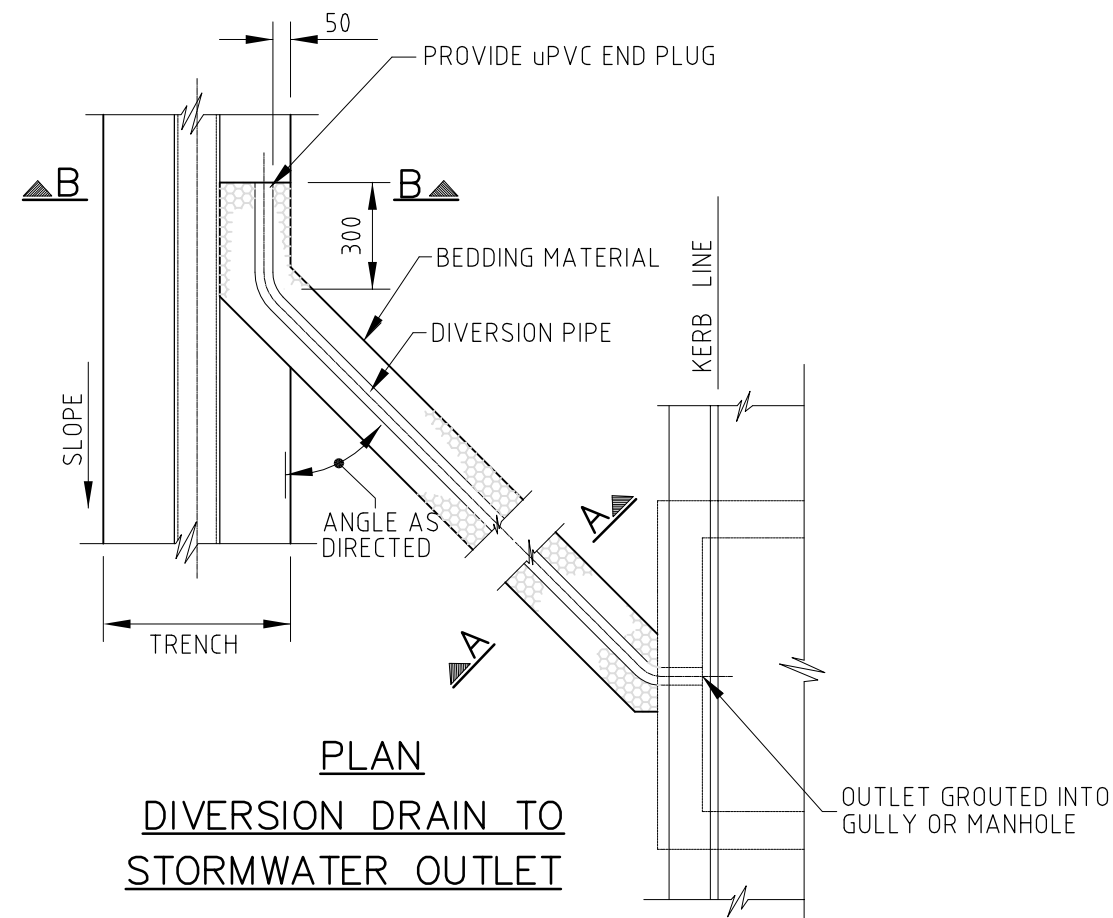 50
PROVIDE uPVC END PLUG
B
B
300
BEDDING MATERIAL
KERB LINE
DIVERSION PIPE
SLOPE
A
ANGLE AS
DIRECTED
TRENCH
A
PLAN
DIVERSION DRAIN TO
STORMWATER OUTLET
OUTLET GROUTED INTO
GULLY OR MANHOLE